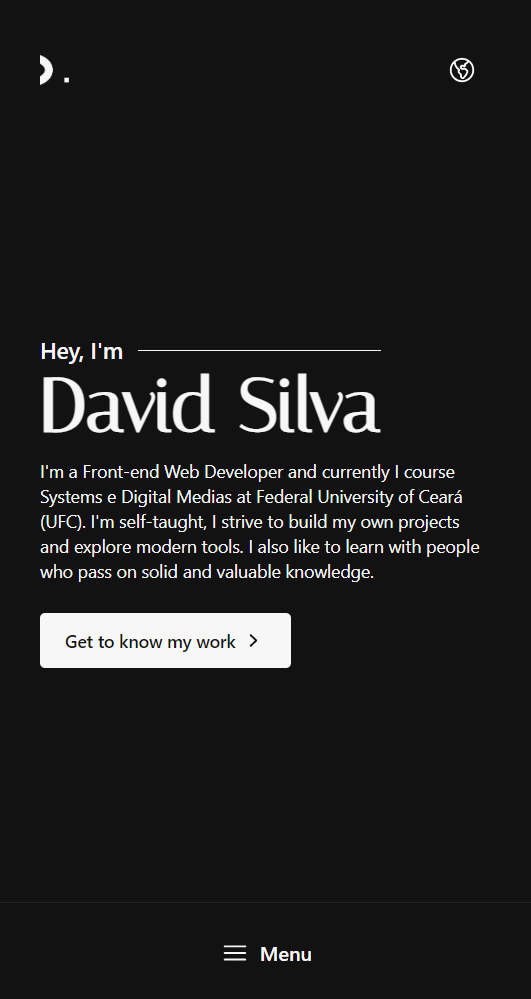 Hey, I'm
David Silva
I'm a Front-end Web Developer and currently I course
Systems e Digital Medias at Federal University of Ceará
(UFC). I'm self-taught, I strive to build my own projects
and explore modern tools. I also like to learn with people
who pass on solid and valuable knowledge.
Get to know my work
Menu